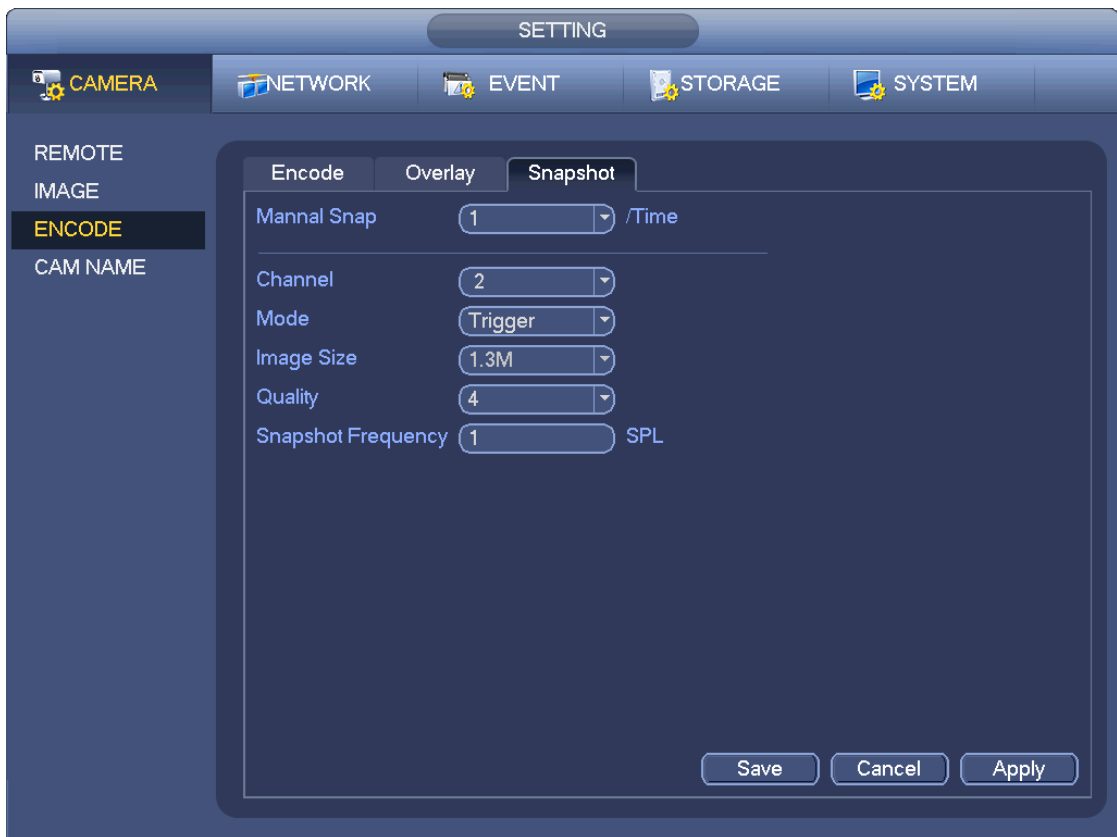 SETTING
CAMERA NETWORK EVENT STORAGE SYSTEM
REMOTE
IMAGE
ENCODE
CAM NAME
Encode Overlay Snapshot
Mannal Snap 1 /Time
Channel 2
Mode Trigger
Image Size 1.3M
Quality 4
Snapshot Frequency 1 SPL
Save Cancel Apply